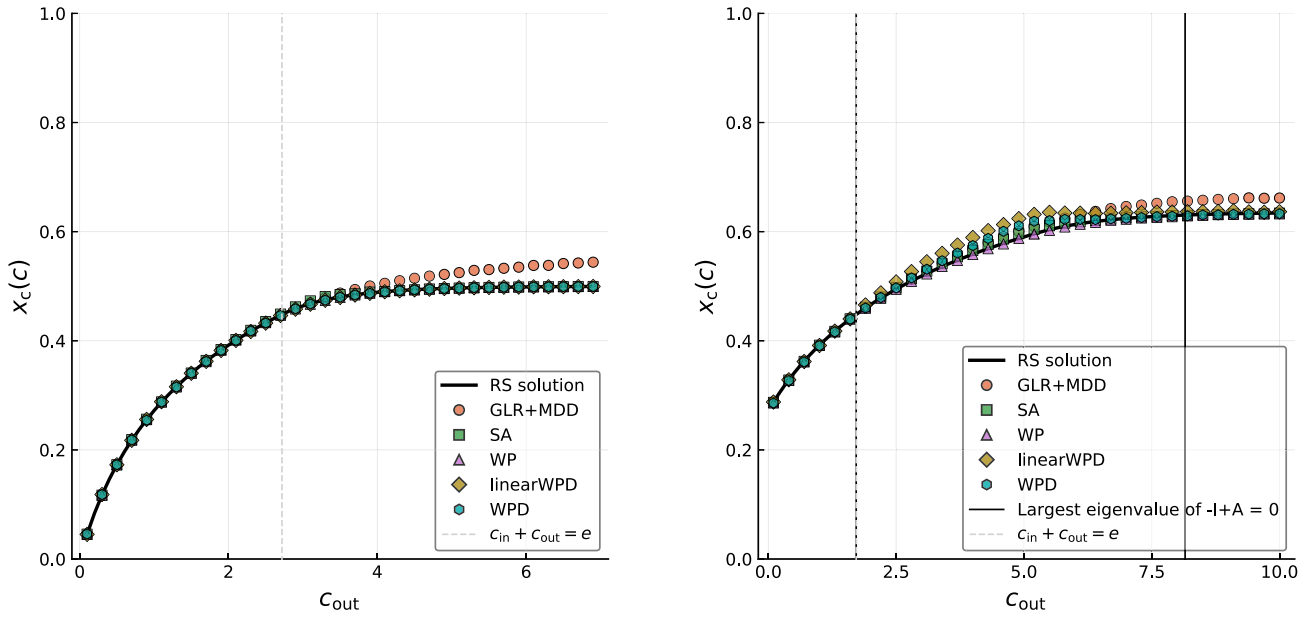 1.0
0.8
0.6
0.4
0.2
0.0
x_c(c)
0
2
4
6
c_out
RS solution
GLR+MDD
SA
WP
linearWPD
WPD
c_in + c_out = e
1.0
0.8
0.6
0.4
0.2
0.0
x_c(c)
0.0
2.5
5.0
7.5
10.0
c_out
RS solution
GLR+MDD
SA
WP
linearWPD
WPD
Largest eigenvalue of -I+A = 0
c_in + c_out = e